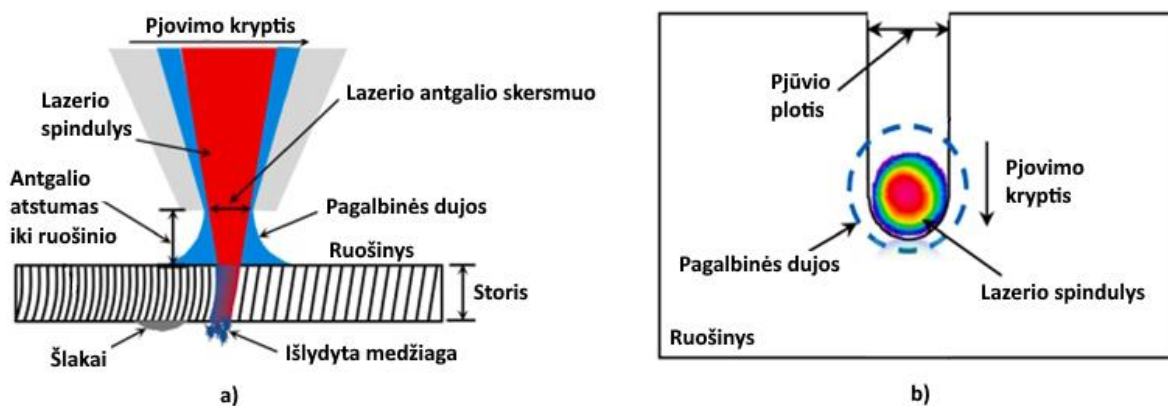 Pjovimo kryptis
Lazerio
spindulys
Lazerio antgalio skersmuo
Antgalio
atstumas
iki ruošinio
Pagalbinės dujos
Ruošinys
Storis
Šlakai
Išlydyta medžiaga
a)
Pjūvio
plotis
Pjovimo
kryptis
Pagalbinės dujos
Lazerio spindulys
Ruošinys
b)